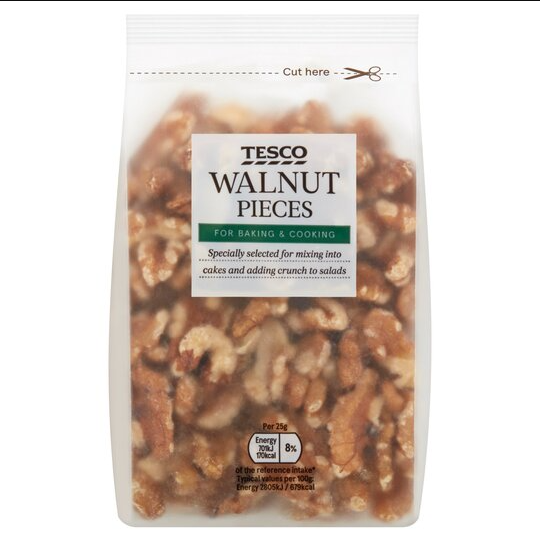 Cut here
TESCO
WALNUT
PIECES
FOR BAKING & COOKING
Specially selected for mixing into
cakes and adding crunch to salads
Per 25g
Energy
701kJ
170kcal
8%
of the reference intake*
Typical values per 100g:
Energy 2805kJ / 679kcal